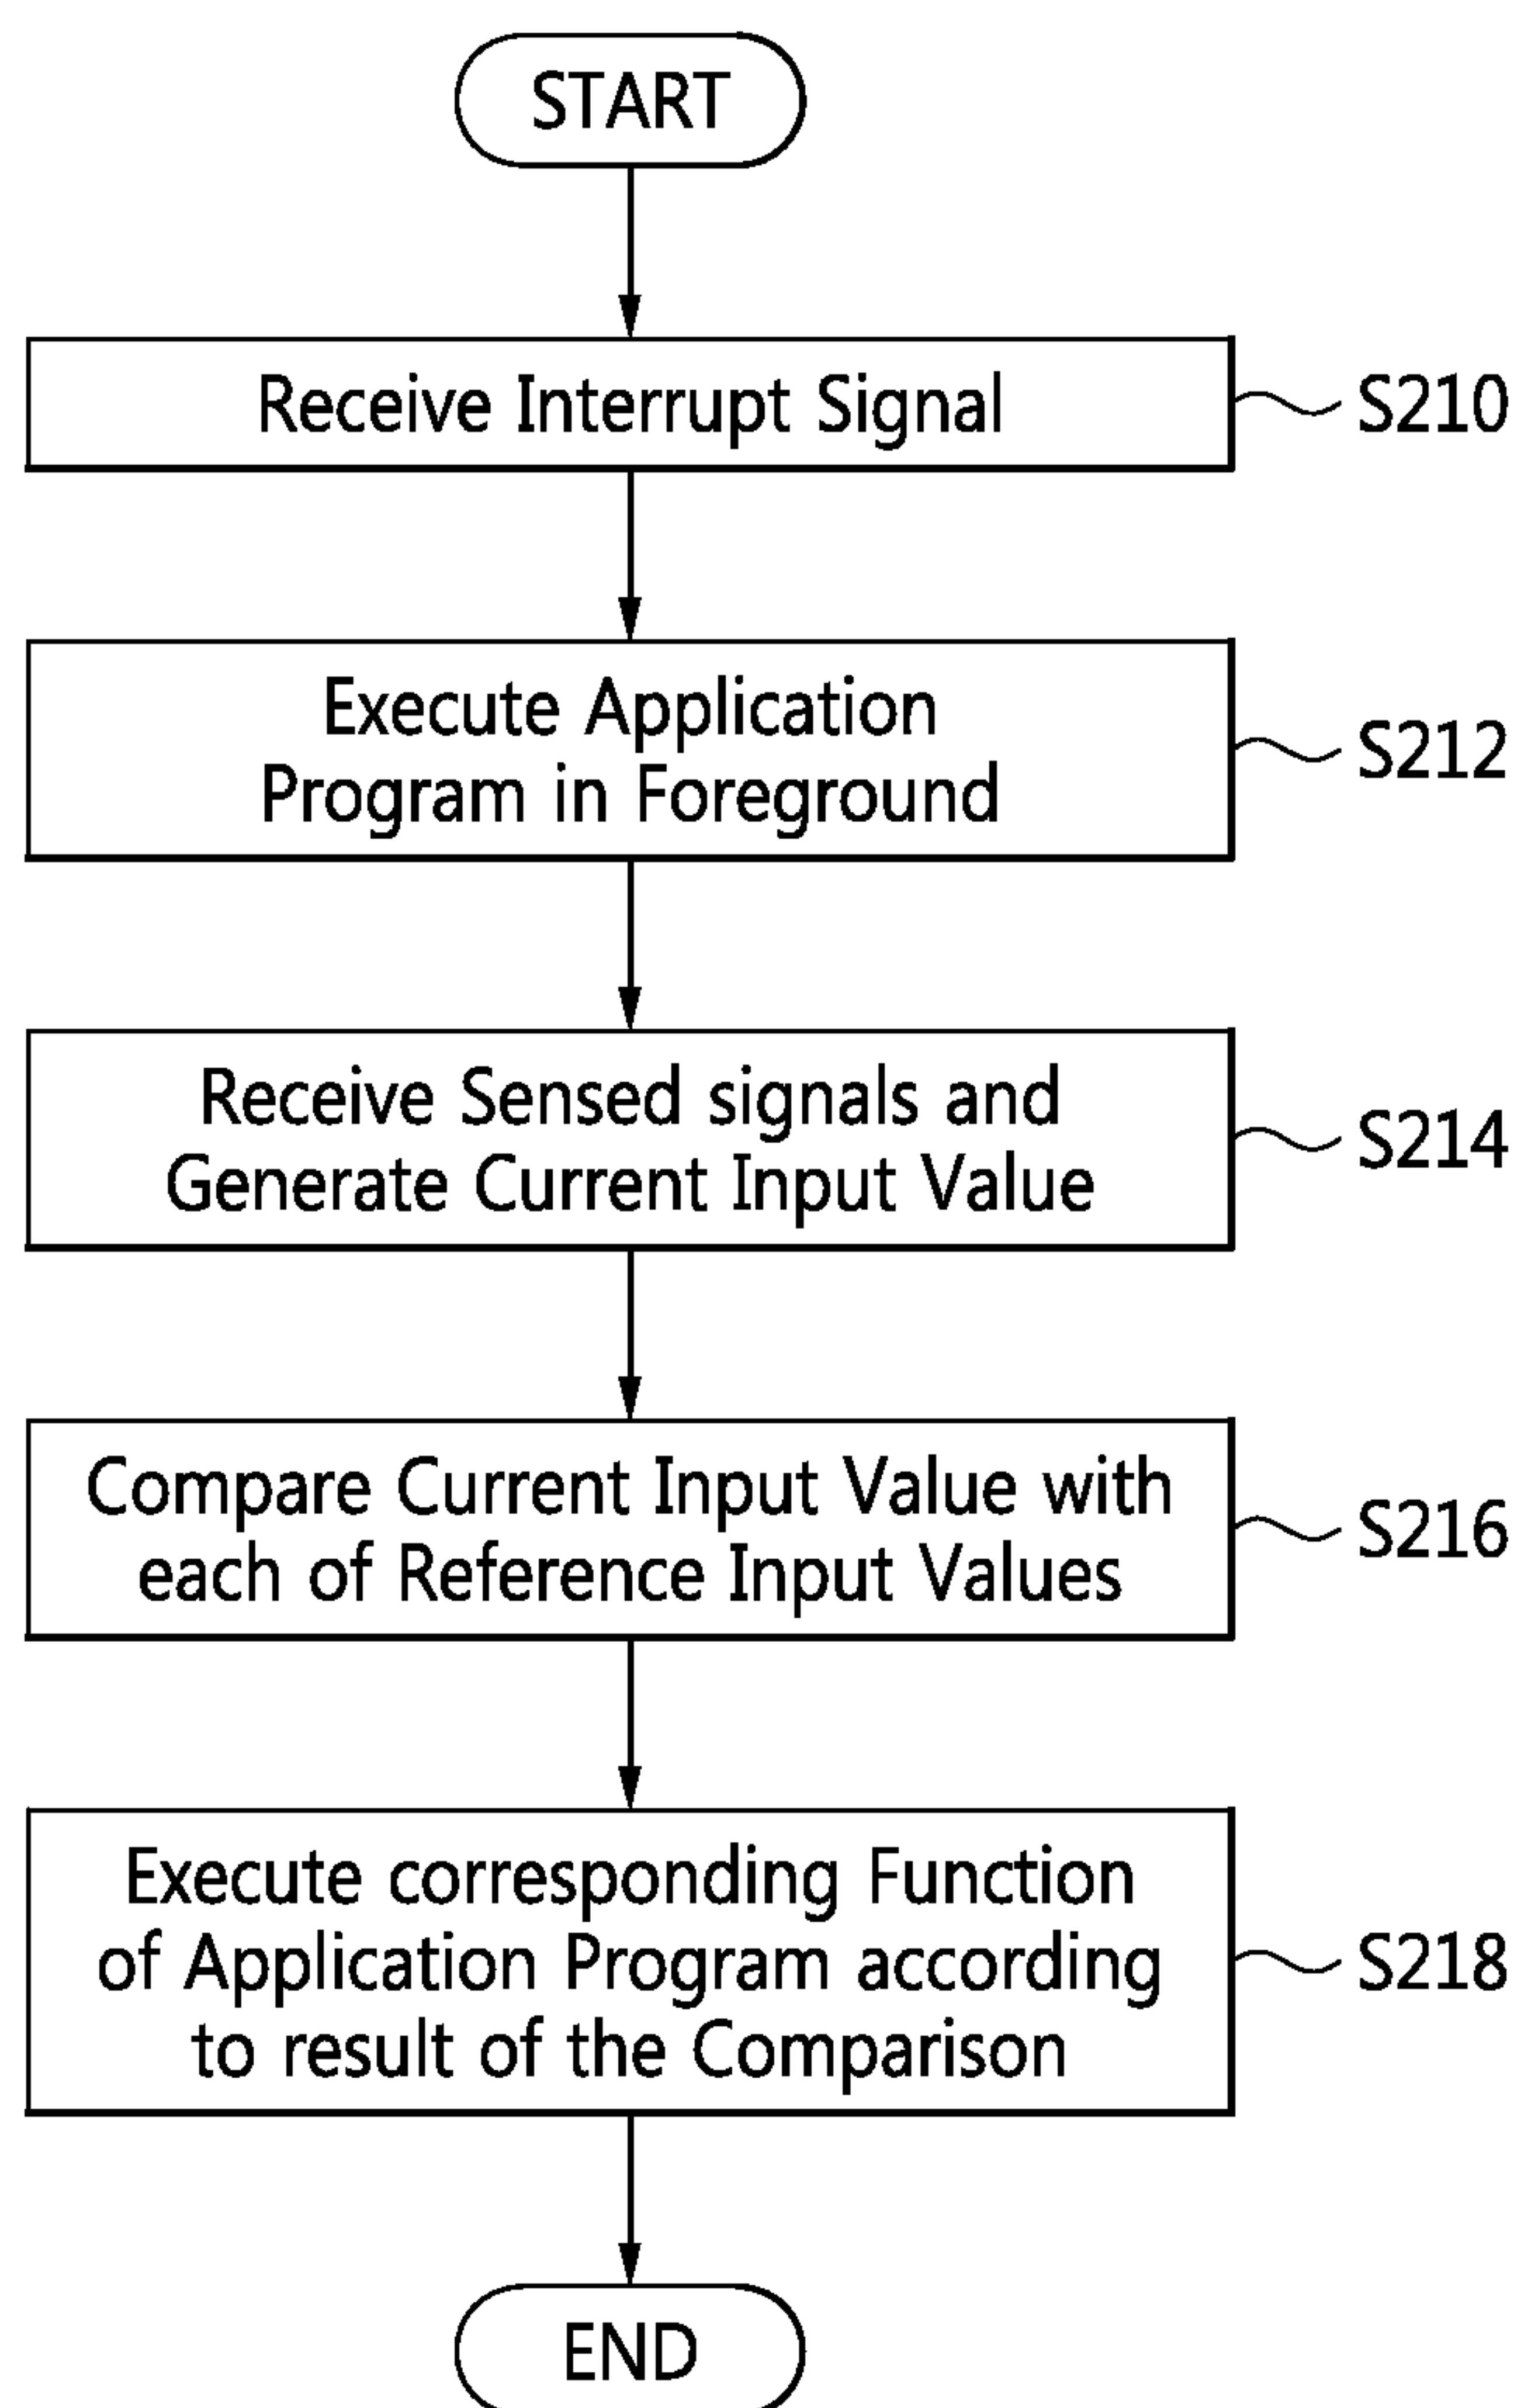 START
Receive Interrupt Signal
S210
Execute Application
Program in Foreground
S212
Receive Sensed signals and
Generate Current Input Value
S214
Compare Current Input Value with
each of Reference Input Values
S216
Execute corresponding Function
of Application Program according
to result of the Comparison
S218
END